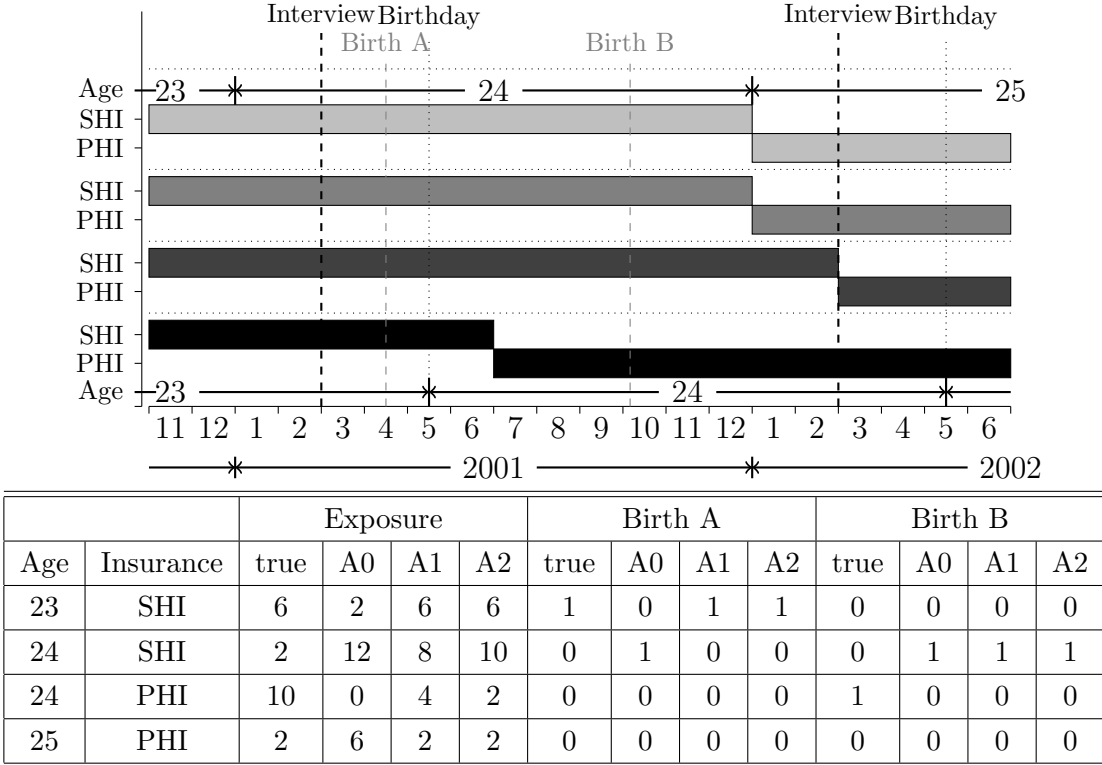 Interview Birthday Interview Birthday
Birth A Birth B
Age 23 24 25
SHI
PHI
SHI
PHI
SHI
PHI
SHI
PHI
Age 23 24
11 12 1 2 3 4 5 6 7 8 9 10 11 12 1 2 3 4 5 6
2001 2002
Exposure Birth A Birth B
Age Insurance true A0 A1 A2 true A0 A1 A2 true A0 A1 A2
23 SHI 6 2 6 6 1 0 1 1 0 0 0 0
24 SHI 2 12 8 10 0 1 0 0 0 1 1 1
24 PHI 10 0 4 2 0 0 0 0 1 0 0 0
25 PHI 2 6 2 2 0 0 0 0 0 0 0 0